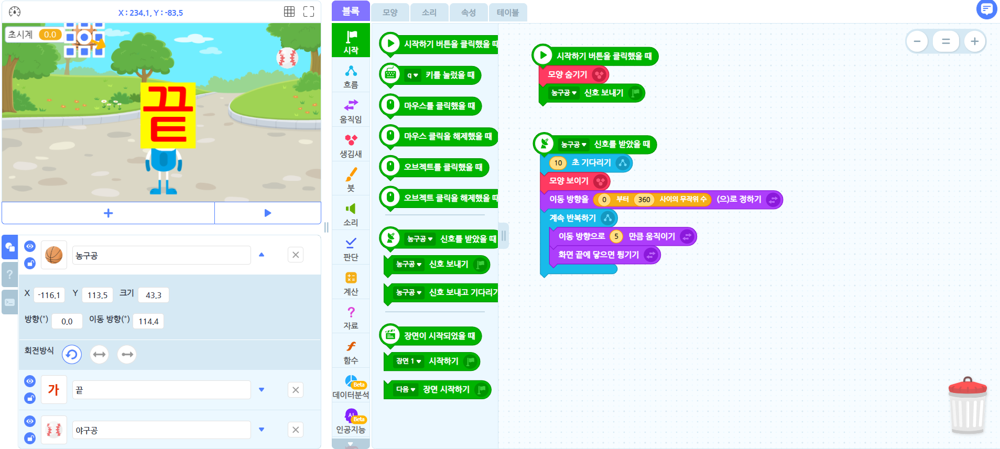 X : 234.1, Y : -83.5
초시계 0.0
끝
농구공
X -116.1 Y 113.5 크기 43.3
방향(°) 0.0 이동 방향(°) 114.4
회전방식
가 끝
야구공
블록 모양 소리 속성 테이블
시작
흐름
움직임
생김새
붓
소리
판단
계산
자료
함수
Beta
데이터분석
AI Beta
인공지능
시작하기 버튼을 클릭했을 때
q 키를 눌렀을 때
마우스를 클릭했을 때
마우스 클릭을 해제했을 때
오브젝트를 클릭했을 때
오브젝트 클릭을 해제했을 때
농구공 신호를 받았을 때
농구공 신호 보내기
농구공 신호 보내고 기다리기
장면이 시작되었을 때
장면 1 시작하기
다음 장면 시작하기
시작하기 버튼을 클릭했을 때
모양 숨기기
농구공 신호 보내기
농구공 신호를 받았을 때
10 초 기다리기
모양 보이기
이동 방향을 0 부터 360 사이의 무작위 수 (으)로 정하기
계속 반복하기
이동 방향으로 5 만큼 움직이기
화면 끝에 닿으면 튕기기